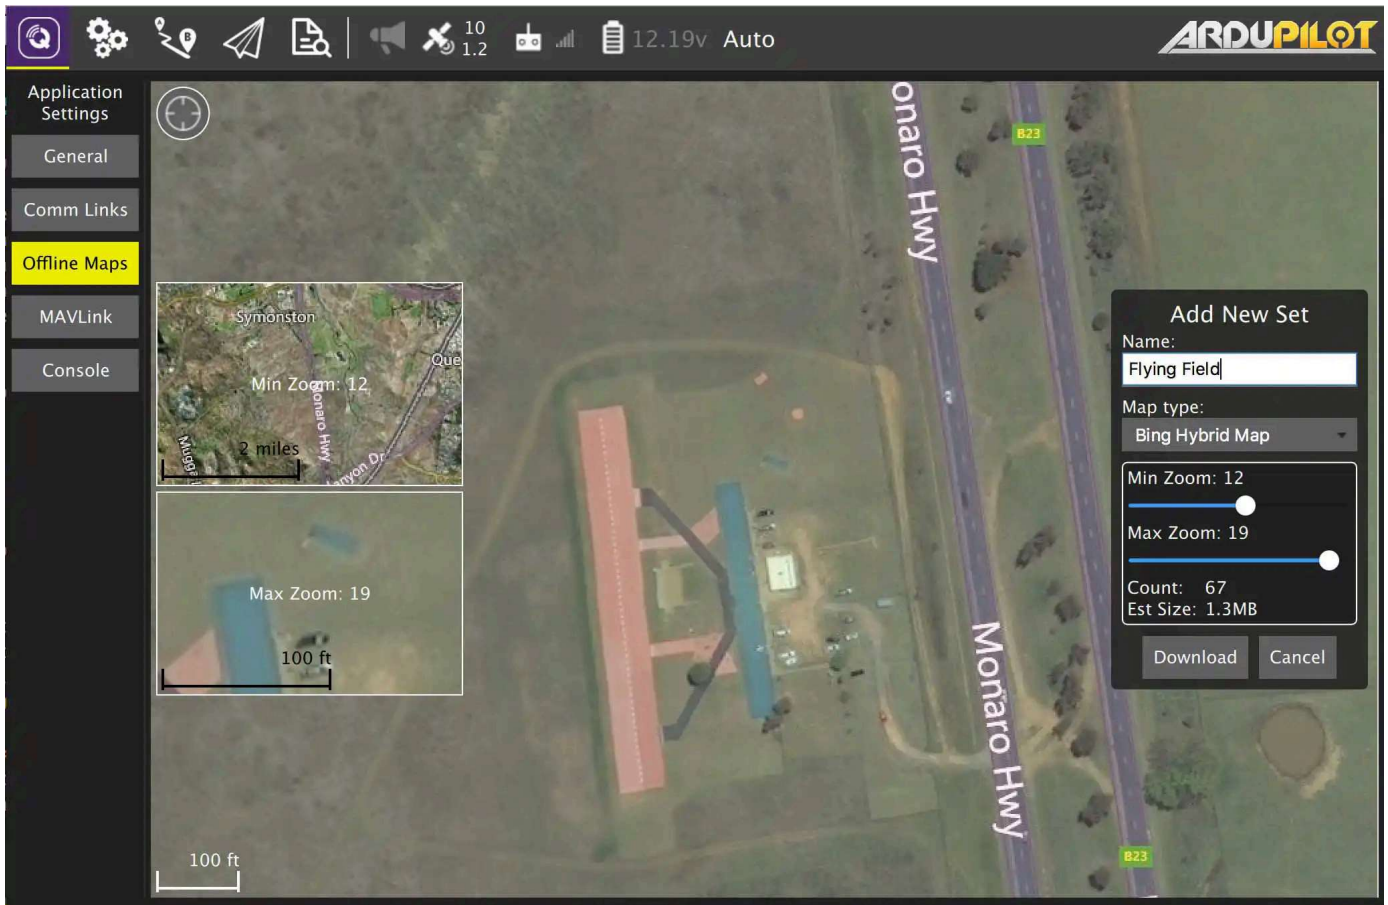 10
1.2
12.19v
Auto
ARDUPILOT
Application
Settings
General
Comm Links
Offline Maps
MAVLink
Console
onaro Hwy
B23
Symonston
Que
Min Zoom: 12
Monaro Hwy
2 miles
Mugga
anyon Dr
Max Zoom: 19
100 ft
Monaro Hwy
B23
100 ft
Add New Set
Name:
Flying Field
Map type:
Bing Hybrid Map
Min Zoom: 12
Max Zoom: 19
Count: 67
Est Size: 1.3MB
Download
Cancel